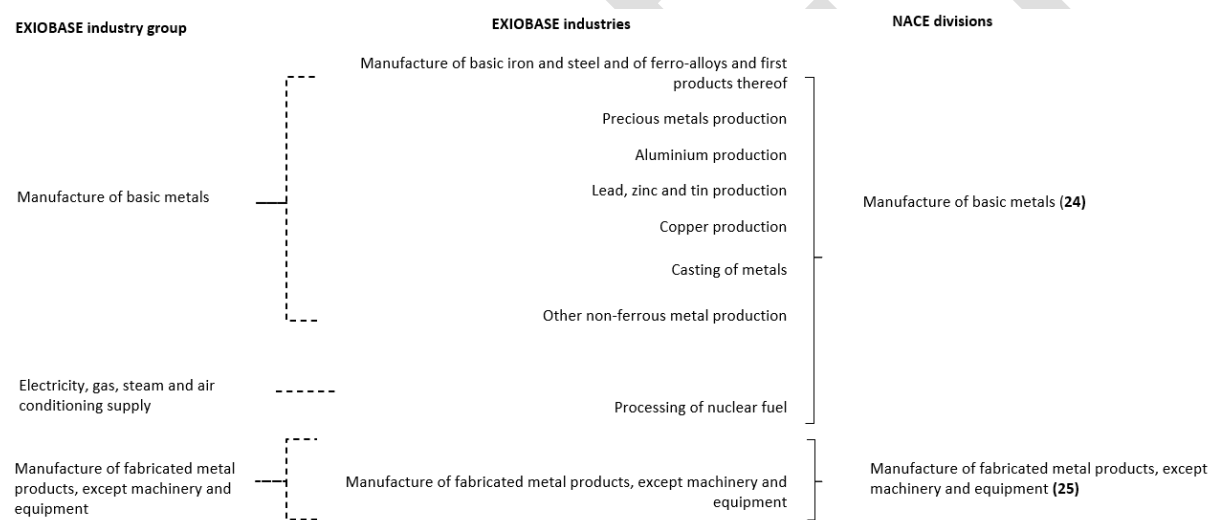 EXIOBASE industry group
EXIOBASE industries
NACE divisions
Manufacture of basic iron and steel and of ferro-alloys and first
products thereof
Precious metals production
Aluminium production
Lead, zinc and tin production
Manufacture of basic metals
Manufacture of basic metals (24)
Copper production
Casting of metals
Other non-ferrous metal production
Electricity, gas, steam and air
conditioning supply
Processing of nuclear fuel
Manufacture of fabricated metal
products, except machinery and
equipment
Manufacture of fabricated metal products, except machinery and
equipment
Manufacture of fabricated metal products, except
machinery and equipment (25)